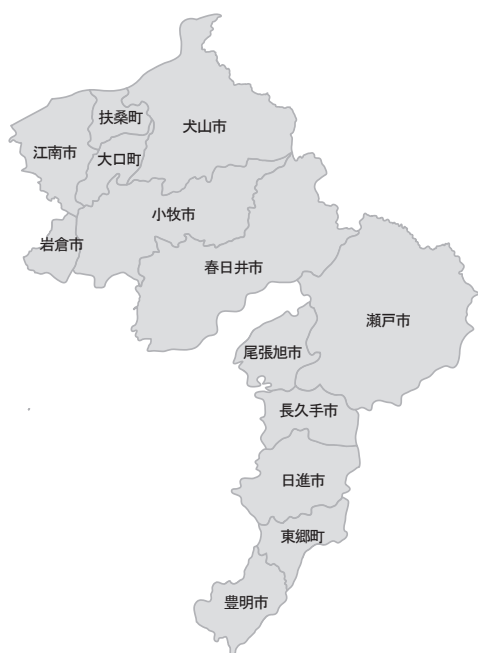 扶桑町
犬山市
江南市
大口町
小牧市
岩倉市
春日井市
瀬戸市
尾張旭市
長久手市
日進市
東郷町
豊明市